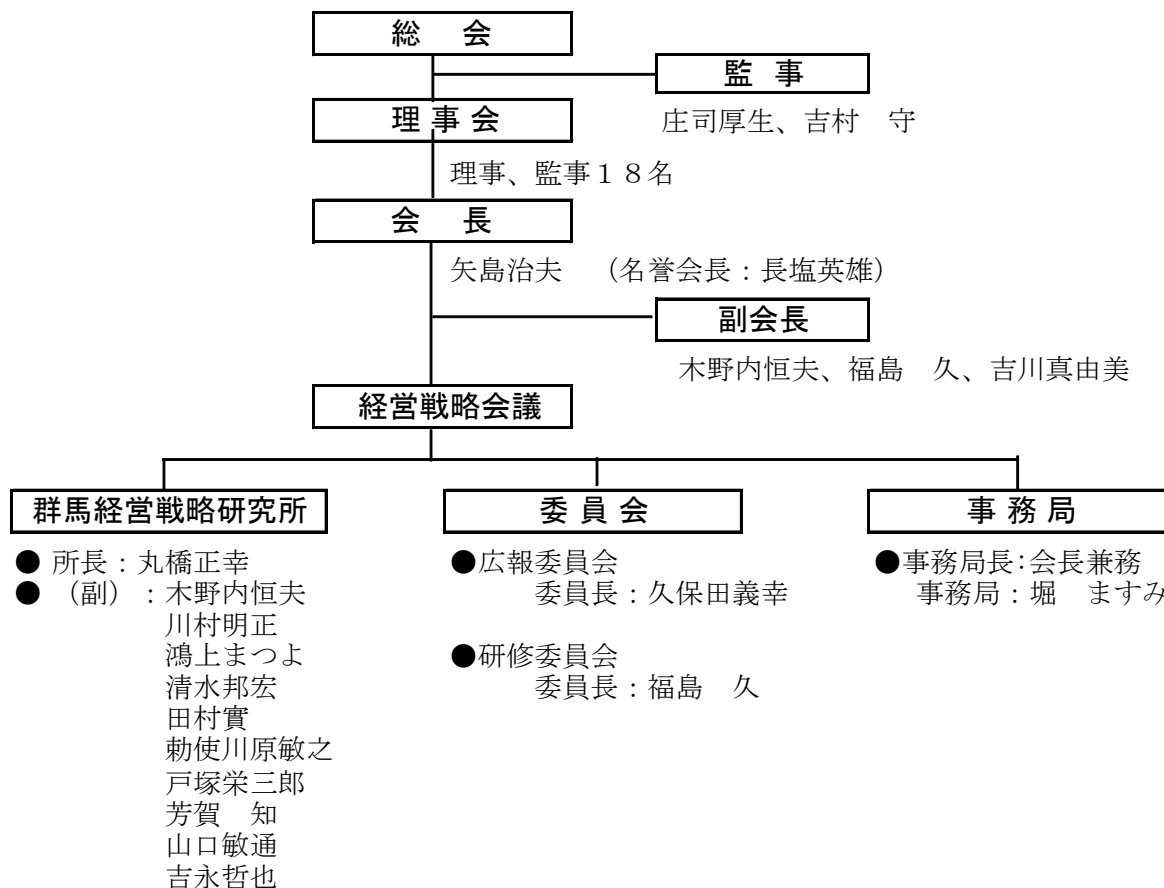 総　会
監　事
理 事 会
庄司厚生、吉村　守
理事、監事１８名
会　長
矢島治夫　（名誉会長：長塩英雄）
副会長
木野内恒夫、福島　久、吉川真由美
経営戦略会議
群馬経営戦略研究所
●所長：丸橋正幸
●（副）：木野内恒夫
川村明正
鴻上まつよ
清水邦宏
田村實
勅使川原敏之
戸塚栄三郎
芳賀　知
山口敏通
吉永哲也
委 員 会
●広報委員会
委員長：久保田義幸
●研修委員会
委員長：福島　久
事 務 局
●事務局長：会長兼務
事務局：堀　ますみ